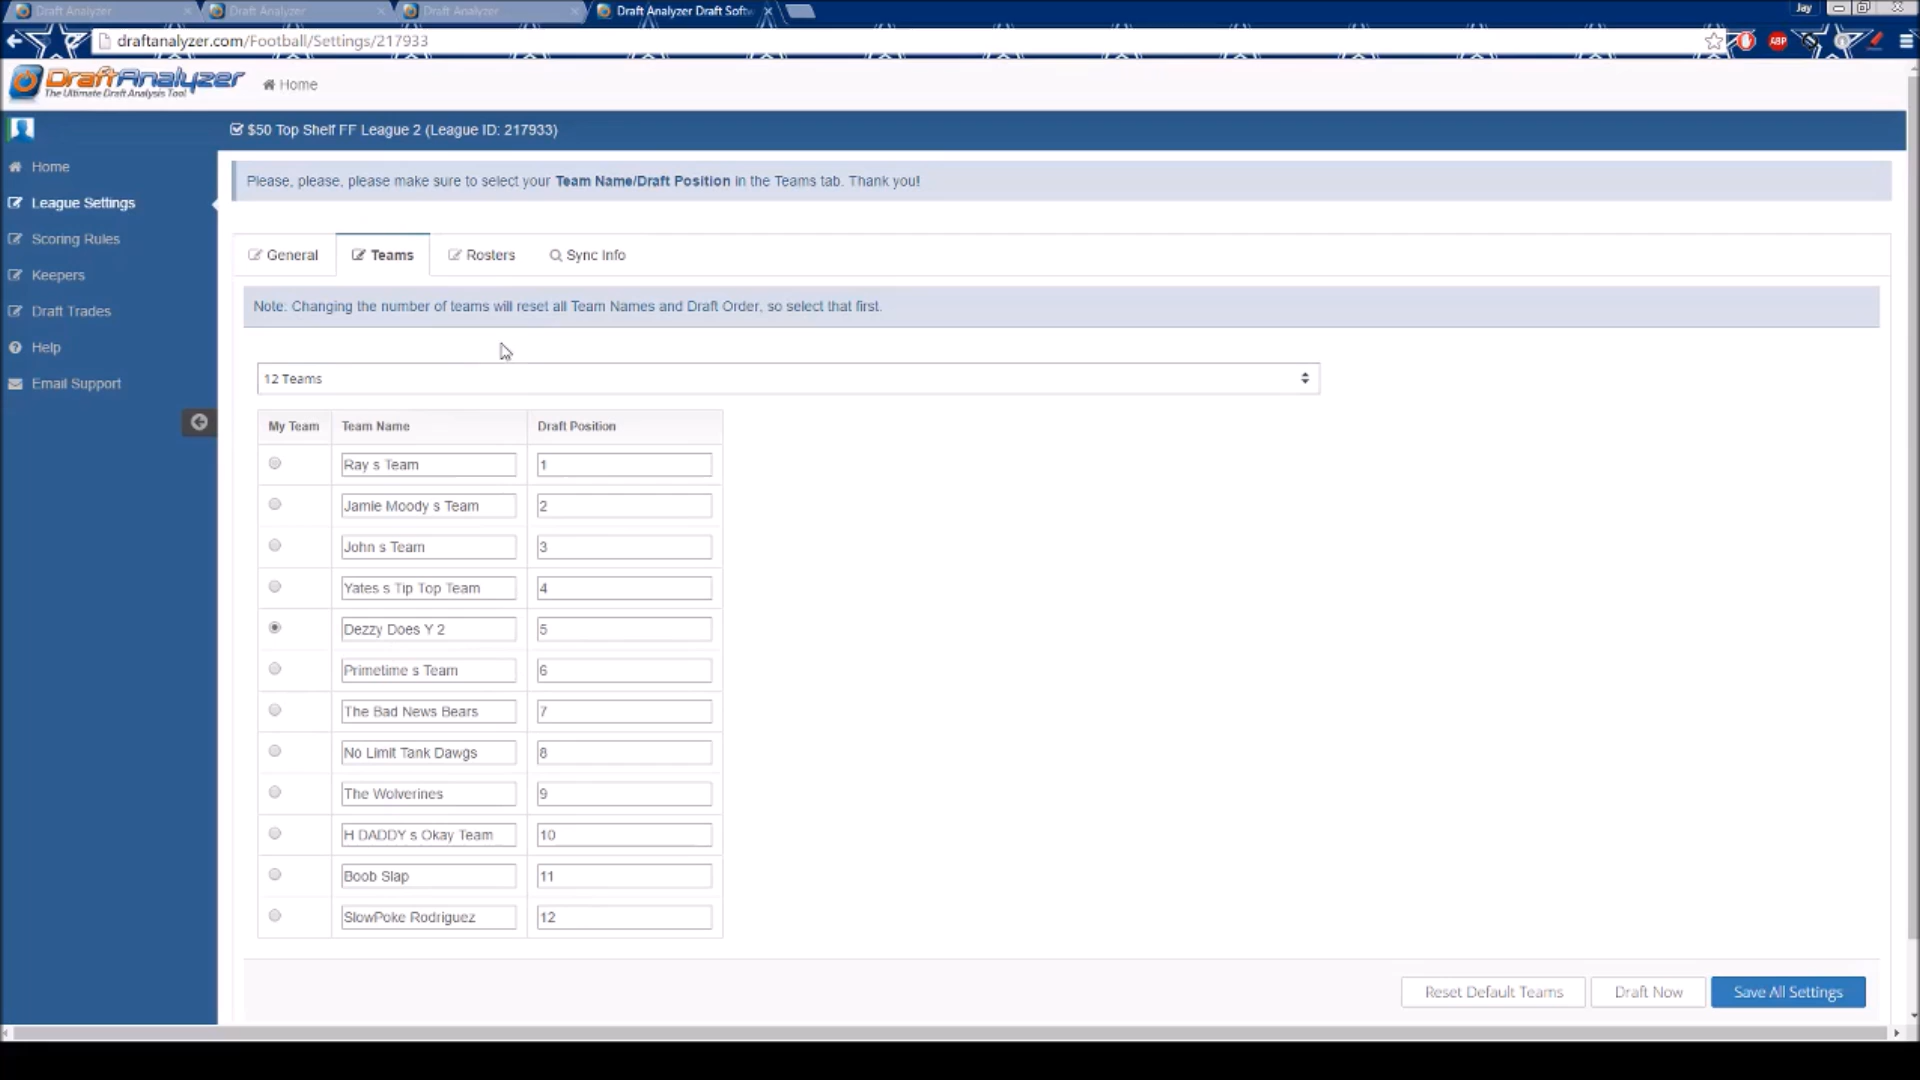 Draft Analyzer
Draft Analyzer
Draft Analyzer
Draft Analyzer Draft Softw
Jay
draftanalyzer.com/Football/Settings/217933
ABP
DraftAnalyzer
The Ultimate Draft Analysis Tool
Home
$50 Top Shelf FF League 2 (League ID: 217933)
Home
League Settings
Scoring Rules
Keepers
Draft Trades
Help
Email Support
Please, please, please make sure to select your Team Name/Draft Position in the Teams tab. Thank you!
General Teams Rosters Sync Info
Note: Changing the number of teams will reset all Team Names and Draft Order, so select that first.
12 Teams
My Team Team Name Draft Position
Ray s Team 1
Jamie Moody s Team 2
John s Team 3
Yates s Tip Top Team 4
Dezzy Does Y 2 5
Primetime s Team 6
The Bad News Bears 7
No Limit Tank Dawgs 8
The Wolverines 9
H DADDY s Okay Team 10
Boob Slap 11
SlowPoke Rodriguez 12
Reset Default Teams Draft Now Save All Settings